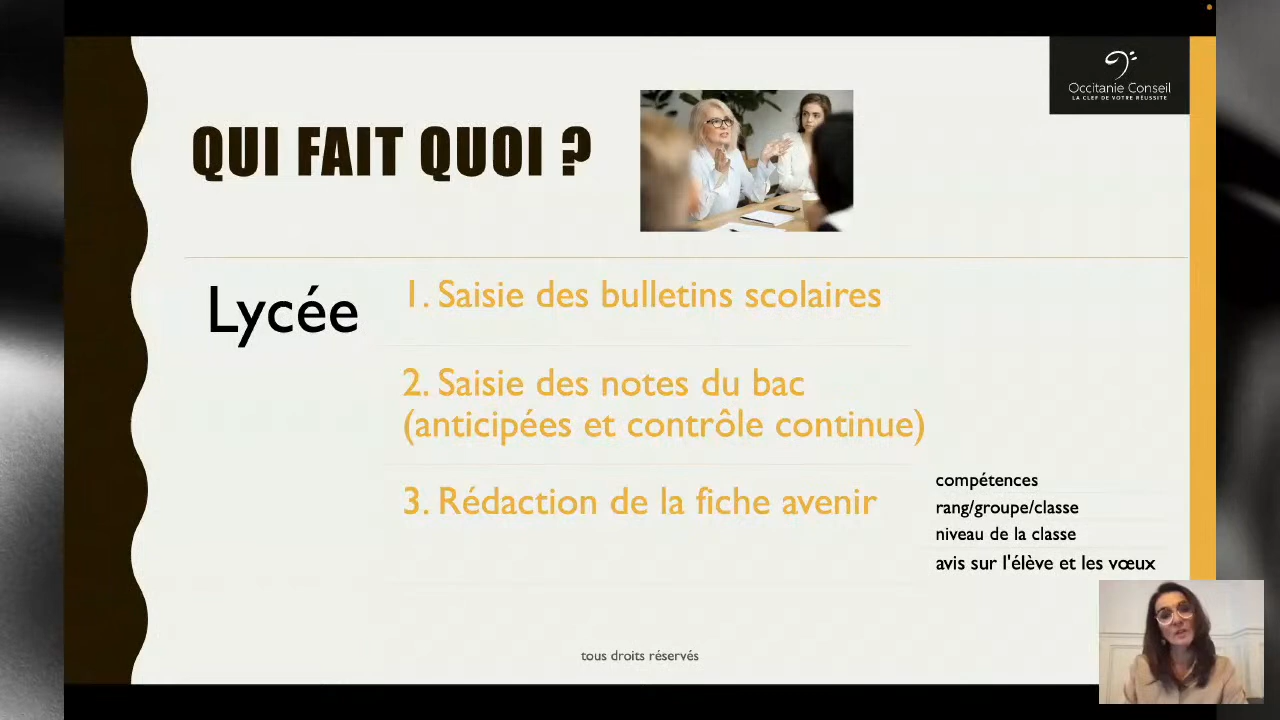 Occitanie Conseil
LA CLEF DE VOTRE RÉUSSITE
QUI FAIT QUOI ?
Lycée
1. Saisie des bulletins scolaires
2. Saisie des notes du bac
(anticipées et contrôle continue)
3. Rédaction de la fiche avenir
compétences
rang/groupe/classe
niveau de la classe
avis sur l'élève et les vœux
tous droits réservés